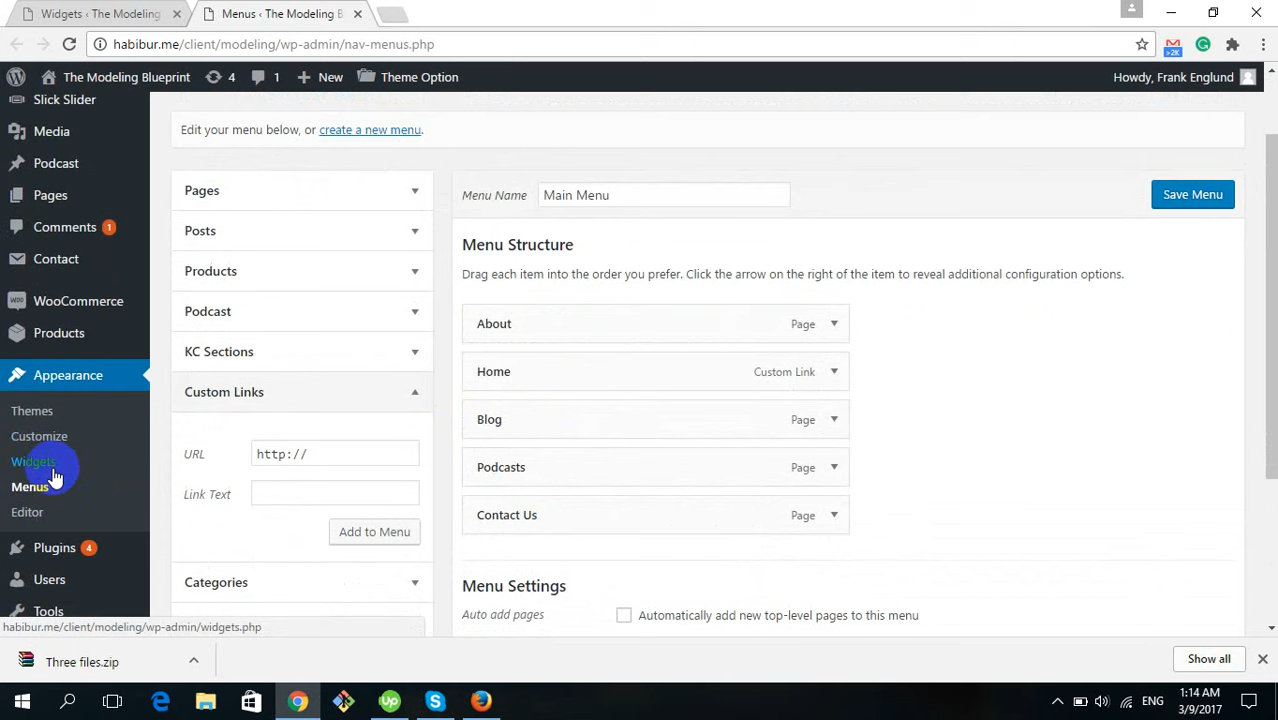 Widgets ‹ The Modeling
Menus ‹ The Modeling B
habibur.me/client/modeling/wp-admin/nav-menus.php
>2K
The Modeling Blueprint
4
1
New
Theme Option
Howdy, Frank Englund
Slick Slider
Media
Podcast
Pages
Comments 1
Contact
WOO WooCommerce
Products
Appearance
Themes
Customize
Widgets
Menus
Editor
Plugins 4
Users
Tools
Edit your menu below, or create a new menu.
Pages
Posts
Products
Podcast
KC Sections
Custom Links
URL http://
Link Text
Add to Menu
Categories
Menu Name Main Menu
Save Menu
Menu Structure
Drag each item into the order you prefer. Click the arrow on the right of the item to reveal additional configuration options.
About Page
Home Custom Link
Blog Page
Podcasts Page
Contact Us Page
Menu Settings
Auto add pages Automatically add new top-level pages to this menu
habibur.me/client/modeling/wp-admin/widgets.php
Three files.zip
Show all
Up
ENG
1:14 AM
3/9/2017